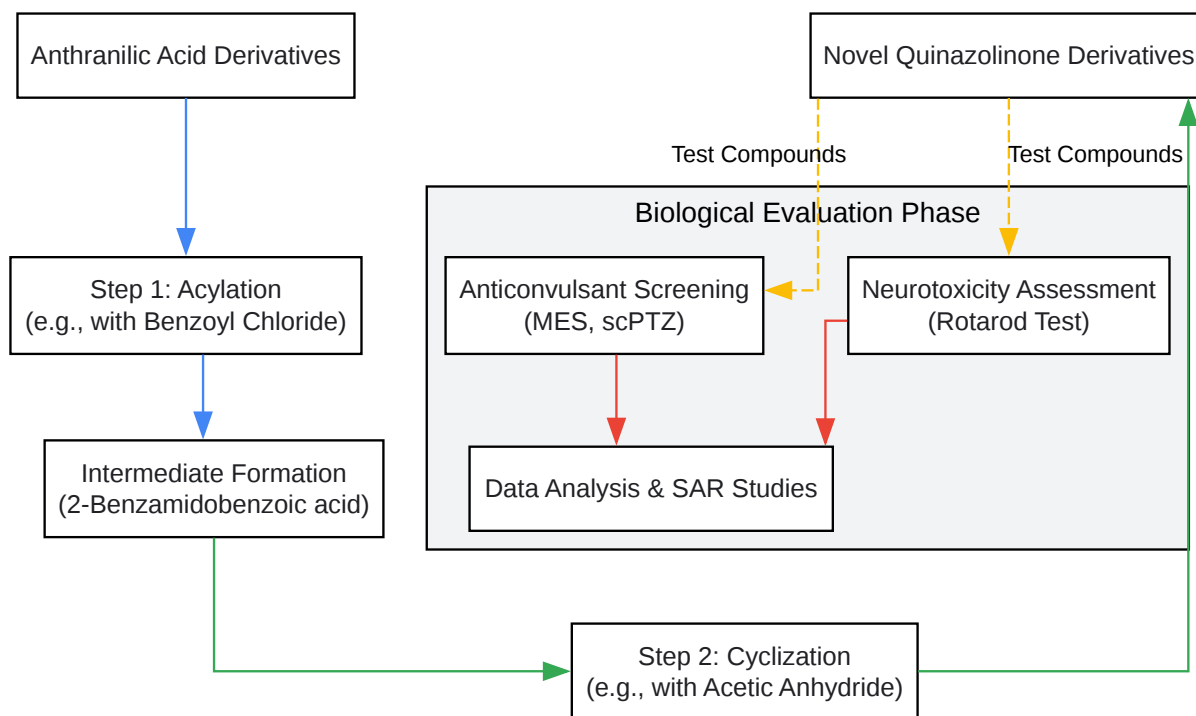 Anthranilic Acid Derivatives
Novel Quinazolinone Derivatives
Test Compounds
Test Compounds
Biological Evaluation Phase
Step 1: Acylation
(e.g., with Benzoyl Chloride)
Anticonvulsant Screening
(MES, scPTZ)
Neurotoxicity Assessment
(Rotarod Test)
Intermediate Formation
(2-Benzamidobenzoic acid)
Data Analysis & SAR Studies
Step 2: Cyclization
(e.g., with Acetic Anhydride)